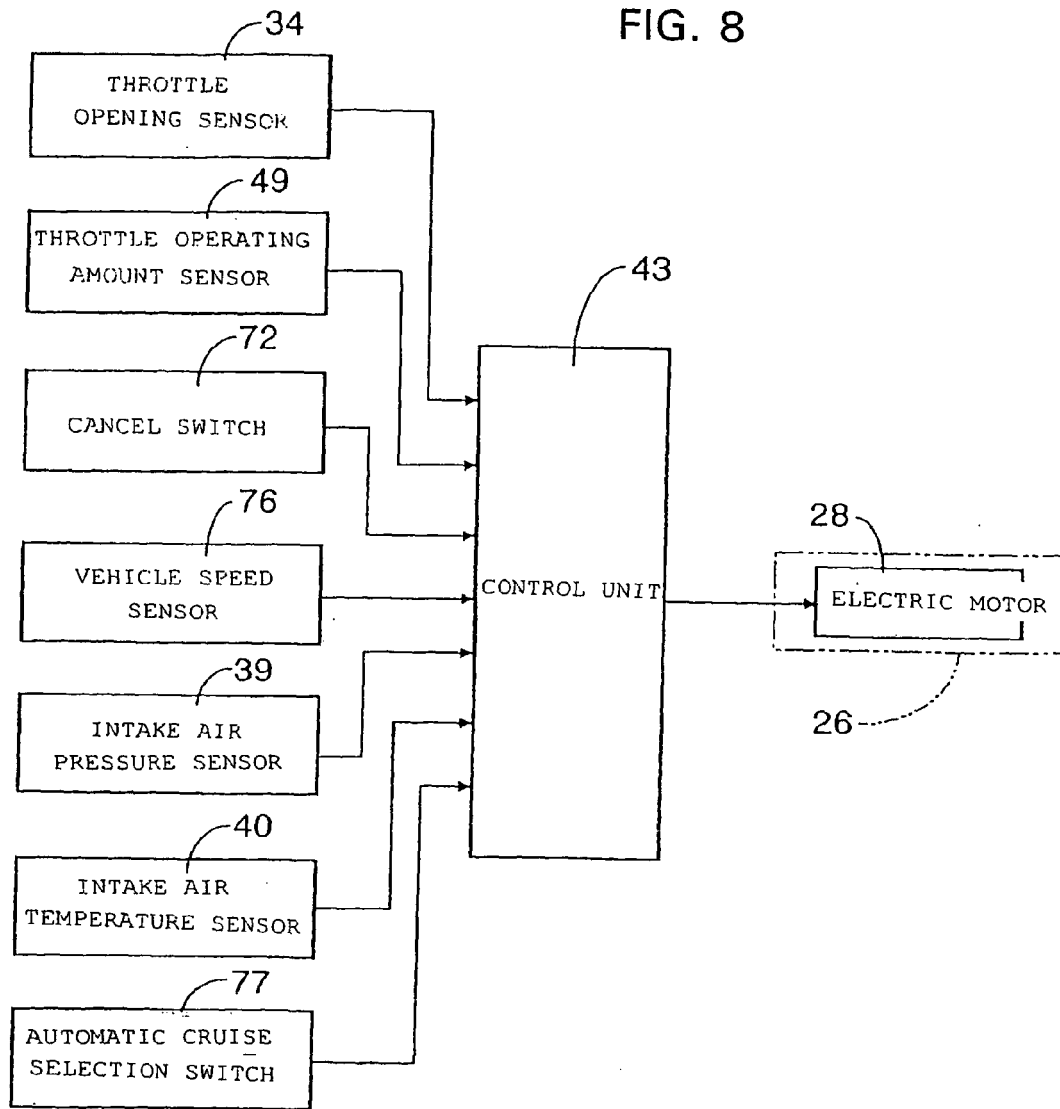 FIG. 8
34
THROTTLE
OPENING SENSOR
49
THROTTLE OPERATING
AMOUNT SENSOR
72
CANCEL SWITCH
76
VEHICLE SPEED
SENSOR
39
INTAKE AIR
PRESSURE SENSOR
40
INTAKE AIR
TEMPERATURE SENSOR
77
AUTOMATIC CRUISE
SELECTION SWITCH
43
CONTROL UNIT
28
ELECTRIC MOTOR
26